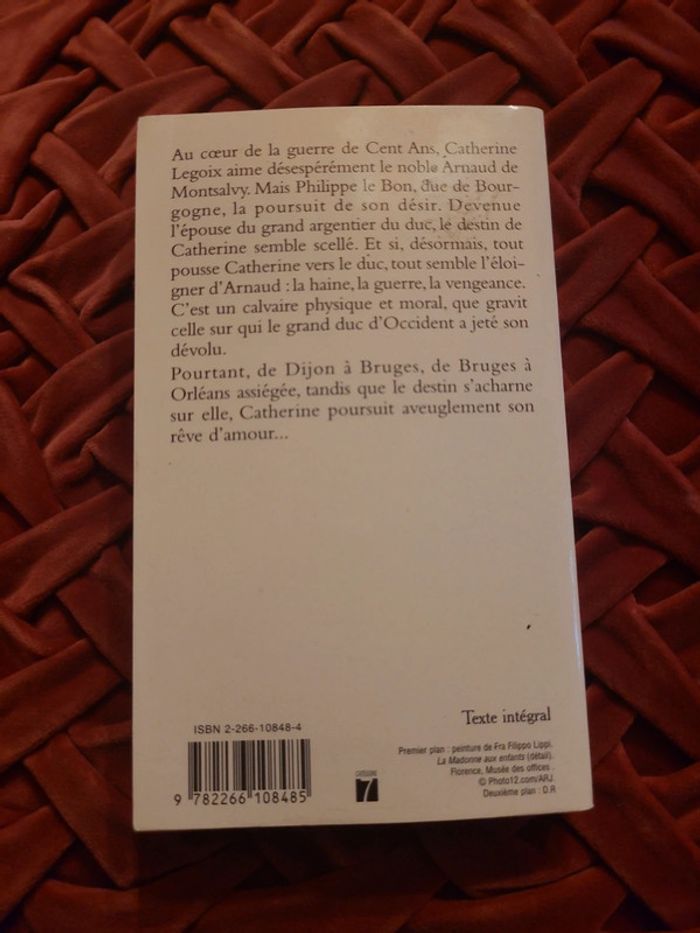 Au cœur de la guerre de Cent Ans, Catherine
Legoix aime désespérément le noble Arnaud de
Montsalvy. Mais Philippe le Bon, duc de Bour-
gogne, la poursuit de son désir. Devenue
l'épouse du grand argentier du duc, le destin de
Catherine semble scellé. Et si, désormais, tout
pousse Catherine vers le duc, tout semble l'éloi-
gner d'Arnaud : la haine, la guerre, la vengeance.
C'est un calvaire physique et moral, que gravit
celle sur qui le grand duc d'Occident a jeté son
dévolu.
Pourtant, de Dijon à Bruges, de Bruges à
Orléans assiégée, tandis que le destin s'acharne
sur elle, Catherine poursuit aveuglement son
rêve d'amour...
Texte intégral
ISBN 2-266-10848-4
9 782266 108485
CATÉGORIE
7
Premier plan : peinture de Fra Filippo Lippi.
La Madonne aux enfants (détail).
Florence, Musée des offices .
© Photo12.com/ARJ.
Deuxième plan : D.R